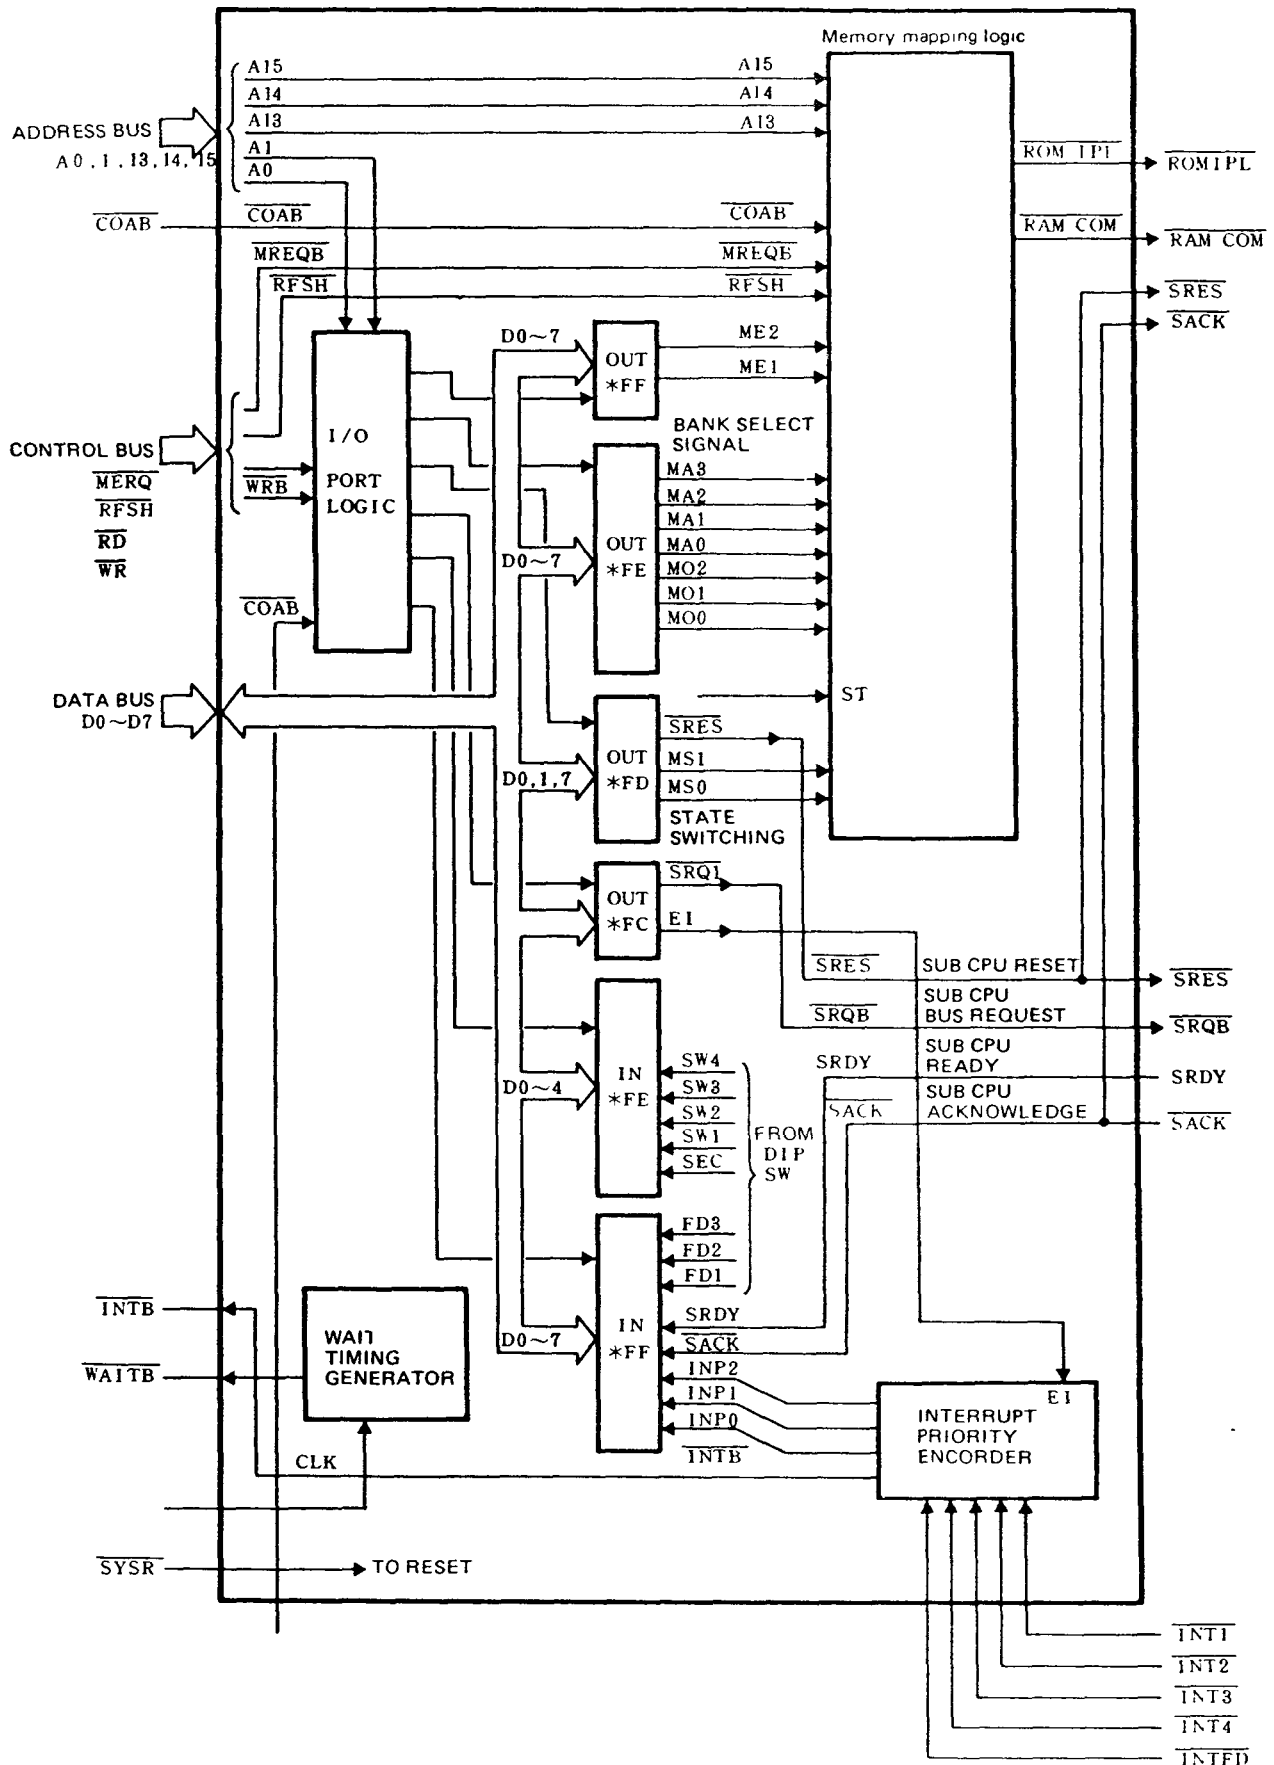 Memory mapping logic
A15 A15
A14 A14
A13 A13
ADDRESS BUS
A0, 1, 13, 14, 15
A1
A0
ROM IPI
ROMIPL
COAB COAB COAB
RAM COM
RAM COM
MREQB MREQB
RFSH RFSH
SRES
SACK
D0~7
OUT
*FF
ME2
ME1
I/O
PORT
LOGIC
BANK SELECT
SIGNAL
CONTROL BUS
MERQ
RFSH
RD
WR
WRB
COAB
D0~7
OUT
*FE
MA3
MA2
MA1
MA0
MO2
MO1
MO0
DATA BUS
D0~D7
ST
D0,1,7
OUT
*FD
SRES
MS1
MS0
STATE
SWITCHING
OUT
*FC
SRQ1
EI
SRES SUB CPU RESET SRES
SUB CPU
SRQB BUS REQUEST SRQB
SUB CPU
SRDY READY SRDY
SUB CPU
SACK ACKNOWLEDGE SACK
D0~4
IN
*FE
SW4
SW3
SW2
SW1
SEC
FROM
DIP
SW
FD3
FD2
FD1
D0~7
IN
*FF
SRDY
SACK
INP2
INP1
INP0
INTB
INTB
WAIT
TIMING
GENERATOR
WAITB
CLK
EI
INTERRUPT
PRIORITY
ENCORDER
SYSR TO RESET
INT1
INT2
INT3
INT4
INTFD